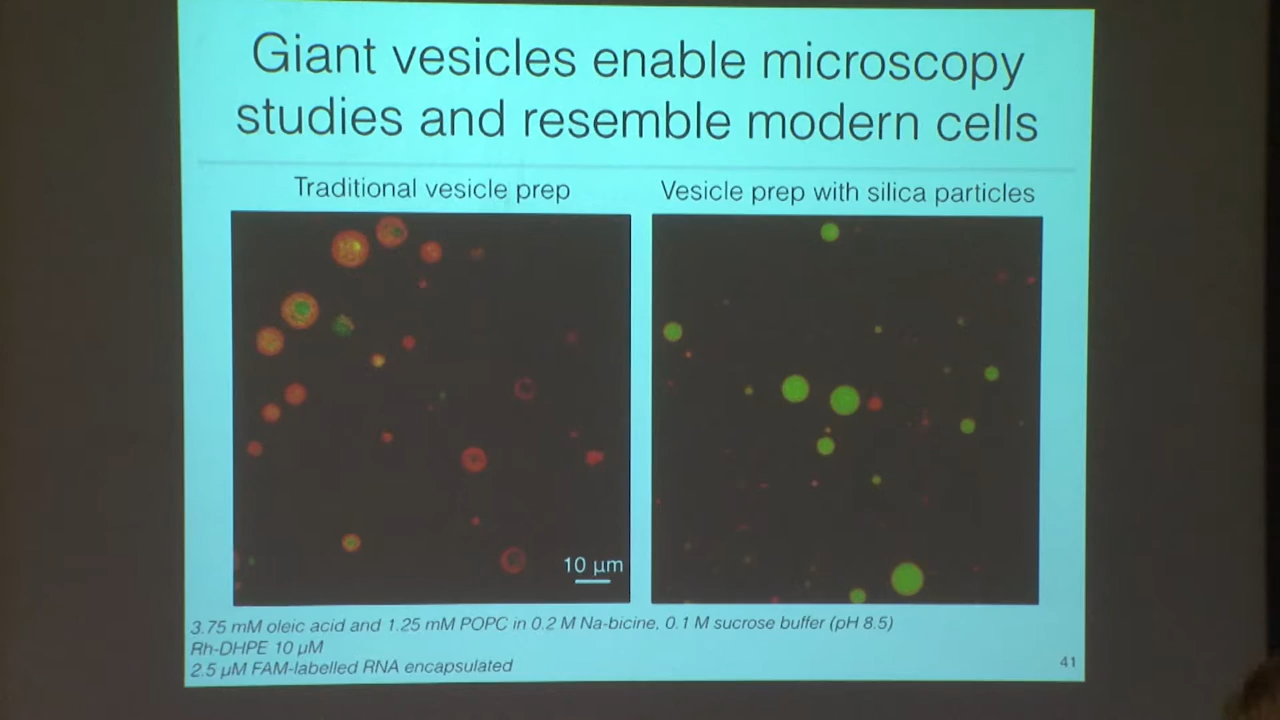 Giant vesicles enable microscopy
studies and resemble modern cells
Traditional vesicle prep
Vesicle prep with silica particles
10 µm
3.75 mM oleic acid and 1.25 mM POPC in 0.2 M Na-bicine, 0.1 M sucrose buffer (pH 8.5)
Rh-DHPE 10 µM
2.5 µM FAM-labelled RNA encapsulated
41